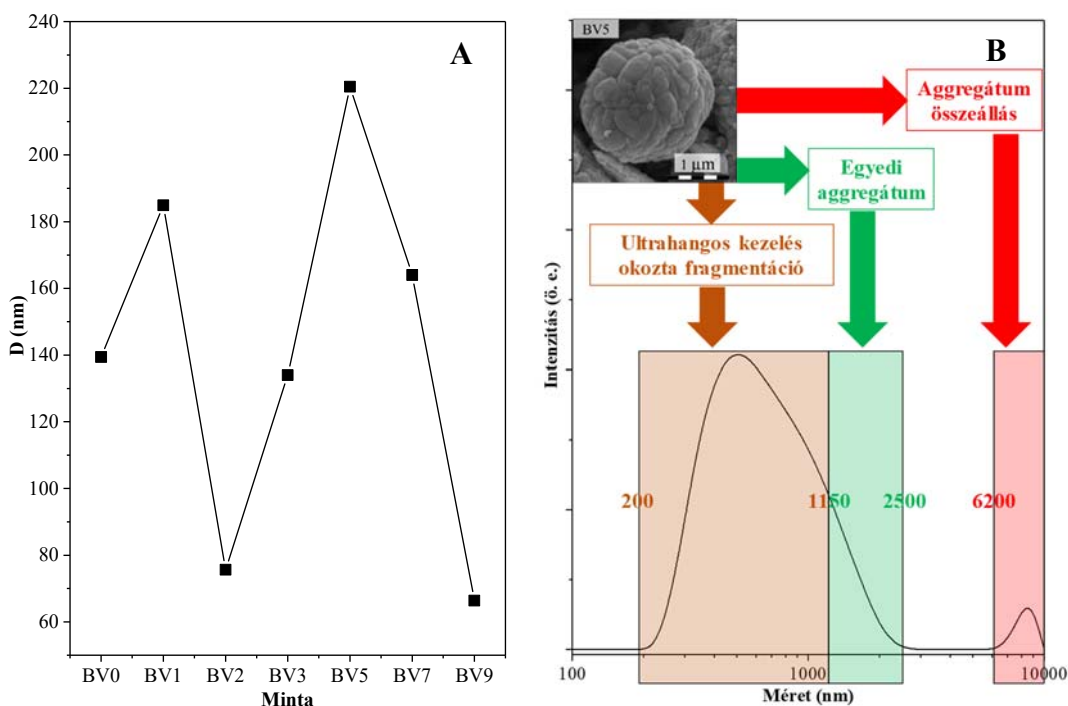 A
D (nm)
240
220
200
180
160
140
120
100
80
60
BV0 BV1 BV2 BV3 BV5 BV7 BV9
Minta
B
BV5
1 µm
Aggregátum
összeállás
Egyedi
aggregátum
Ultrahangos kezelés
okozta fragmentáció
Intenzitás (ö. e.)
200 1150 2500 6200
100 1000 10000
Méret (nm)